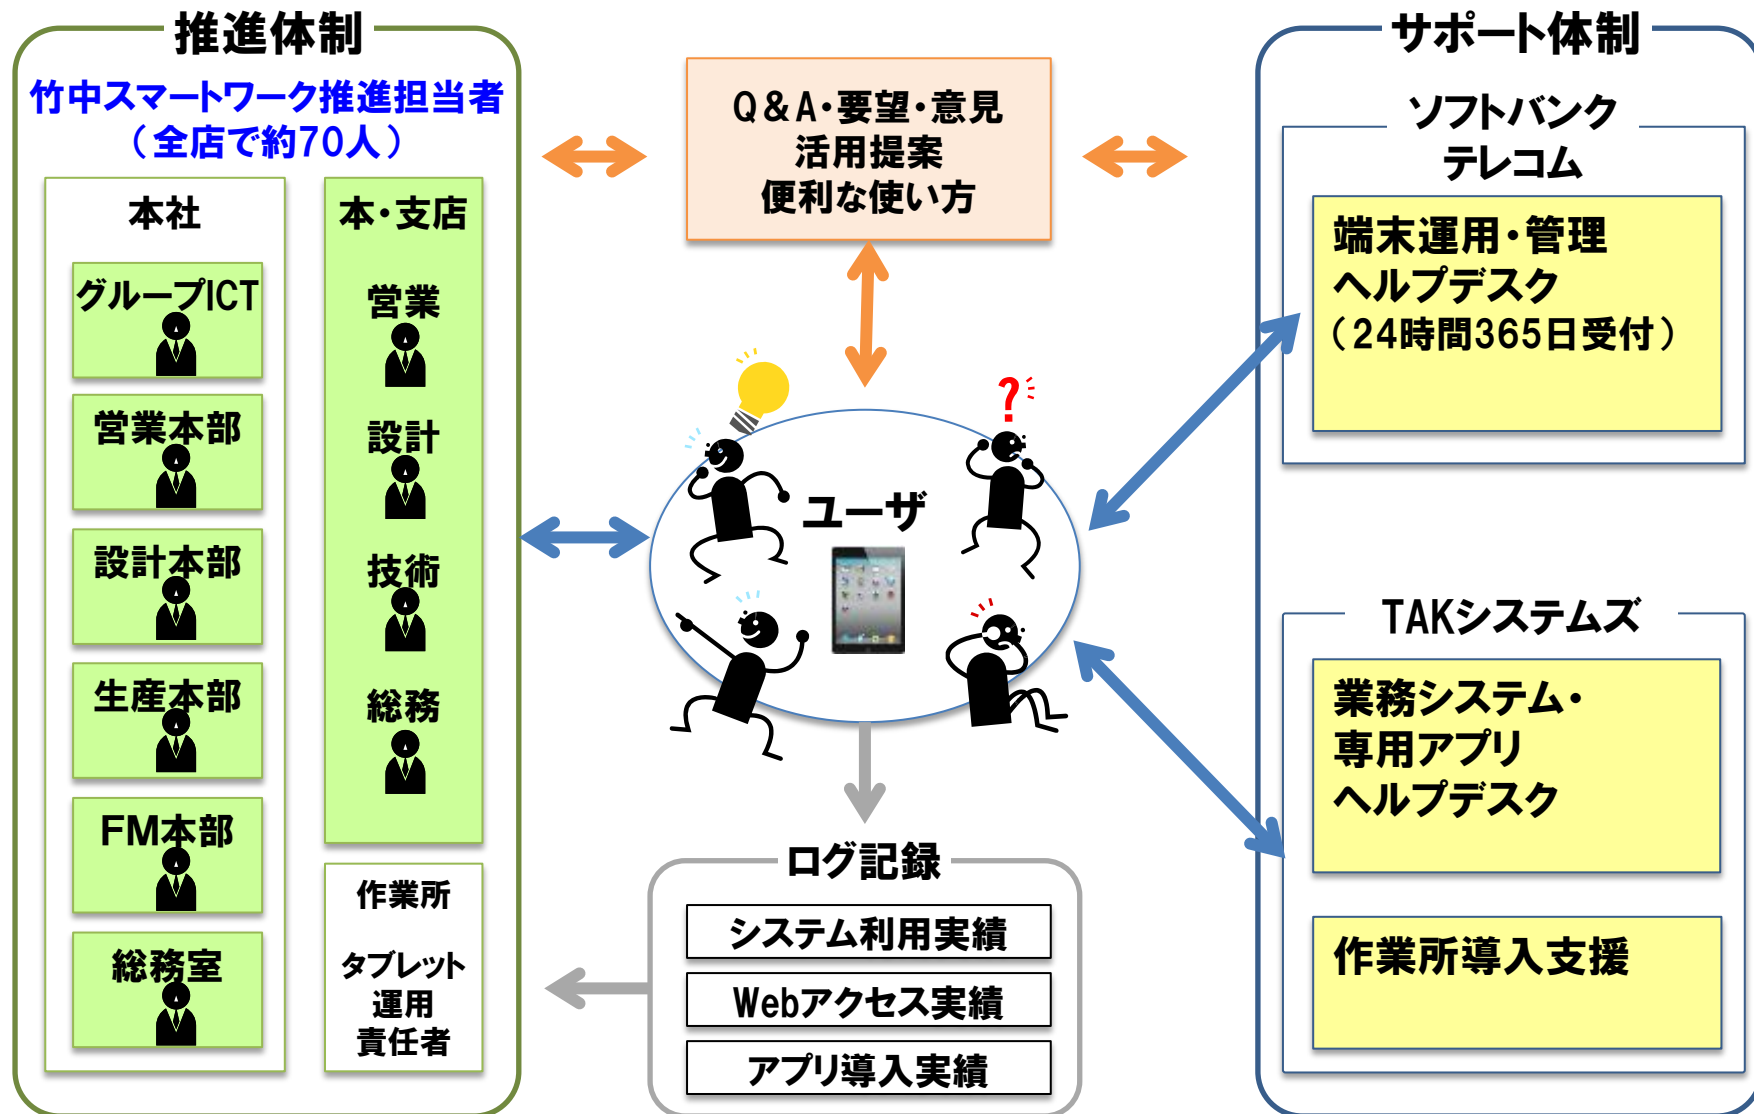 推進体制
竹中スマートワーク推進担当者
(全店で約70人)
本社
グループICT
営業本部
設計本部
生産本部
FM本部
総務室
本・支店
営業
設計
技術
総務
作業所
タブレット
運用
責任者
Q&A・要望・意見
活用提案
便利な使い方
?
ユーザ
ログ記録
システム利用実績
Webアクセス実績
アプリ導入実績
サポート体制
ソフトバンク
テレコム
端末運用・管理
ヘルプデスク
(24時間365日受付)
TAKシステムズ
業務システム・
専用アプリ
ヘルプデスク
作業所導入支援